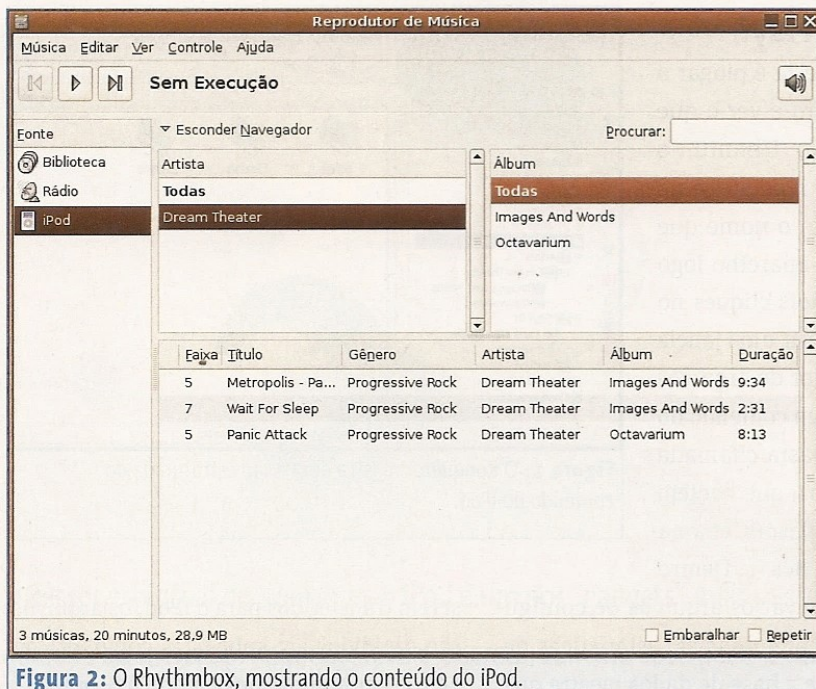 Reprodutor de Música
Música Editar Ver Controle Ajuda
Sem Execução
Fonte
Biblioteca
Rádio
iPod
Esconder Navegador
Procurar:
Artista
Todas
Dream Theater
Álbum
Todas
Images And Words
Octavarium
Faixa Título Gênero Artista Álbum Duração
5 Metropolis - Pa... Progressive Rock Dream Theater Images And Words 9:34
7 Wait For Sleep Progressive Rock Dream Theater Images And Words 2:31
5 Panic Attack Progressive Rock Dream Theater Octavarium 8:13
3 músicas, 20 minutos, 28,9 MB
Embaralhar Repetir
Figura 2: O Rhythmbox, mostrando o conteúdo do iPod.